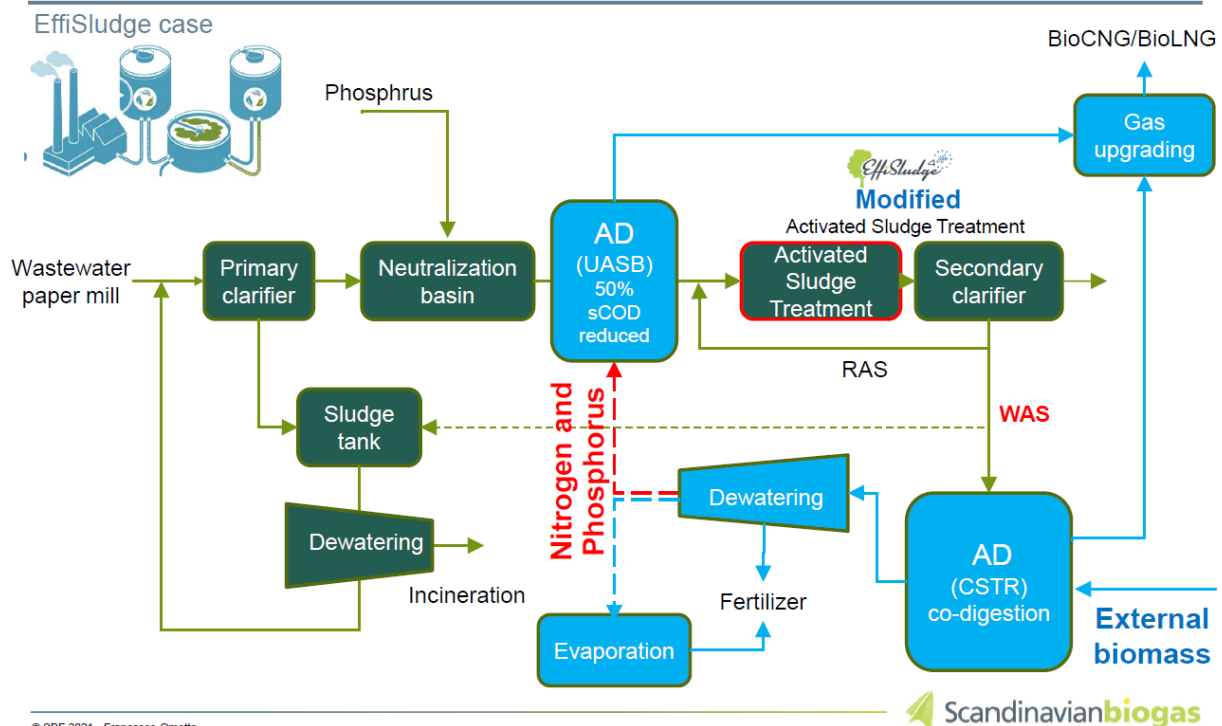 EffiSludge case
BioCNG/BioLNG
Phosphrus
Gas
upgrading
EffiSludge
life
Modified
Activated Sludge Treatment
AD
(UASB)
50%
sCOD
reduced
Wastewater
paper mill
Primary
clarifier
Neutralization
basin
Activated
Sludge
Treatment
Secondary
clarifier
RAS
WAS
Nitrogen and
Phosphorus
Sludge
tank
Dewatering
Dewatering
Incineration
AD
(CSTR)
co-digestion
Fertilizer
Evaporation
External
biomass
Scandinavianbiogas